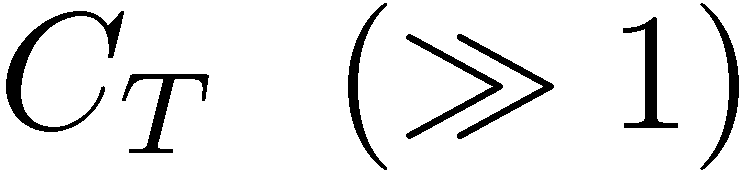 C_T (≫ 1)